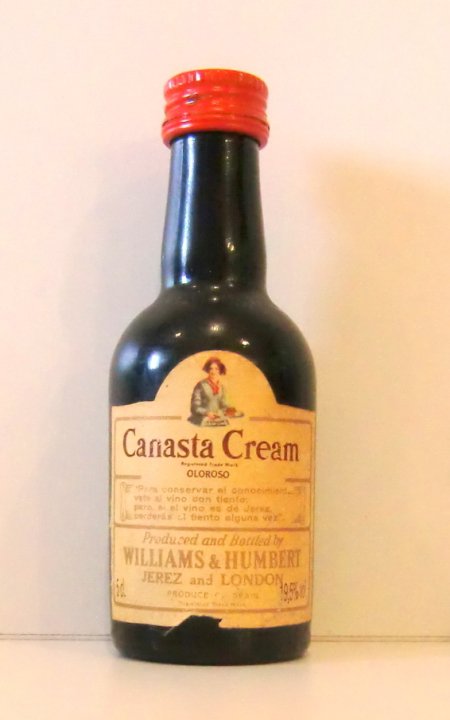 Canasta Cream
Registered Trade Mark
OLOROSO
"Para conservar el conocimient
vete al vino con tiento;
pero si el vino es de Jerez,
perderás el tiento alguna vez"
Produced and Bottled by
WILLIAMS & HUMBERT
JEREZ and LONDON
5 cl. 19,5% vol
PRODUCE OF SPAIN